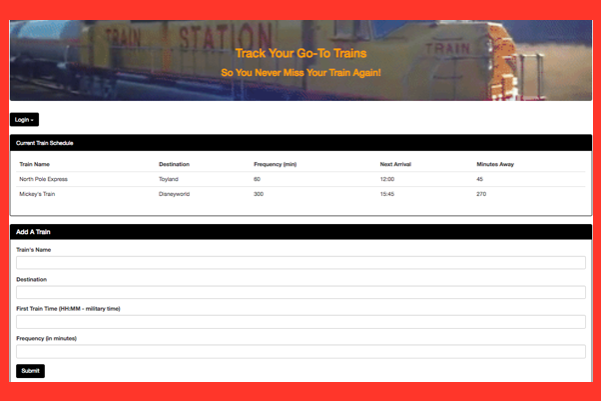 TRAIN STATION
TRAIN
Track Your Go-To Trains
So You Never Miss Your Train Again!
Login
Current Train Schedule
Train Name Destination Frequency (min) Next Arrival Minutes Away
North Pole Express Toyland 60 12:00 45
Mickey's Train Disneyworld 300 15:45 270
Add A Train
Train's Name
Destination
First Train Time (HH:MM - military time)
Frequency (in minutes)
Submit